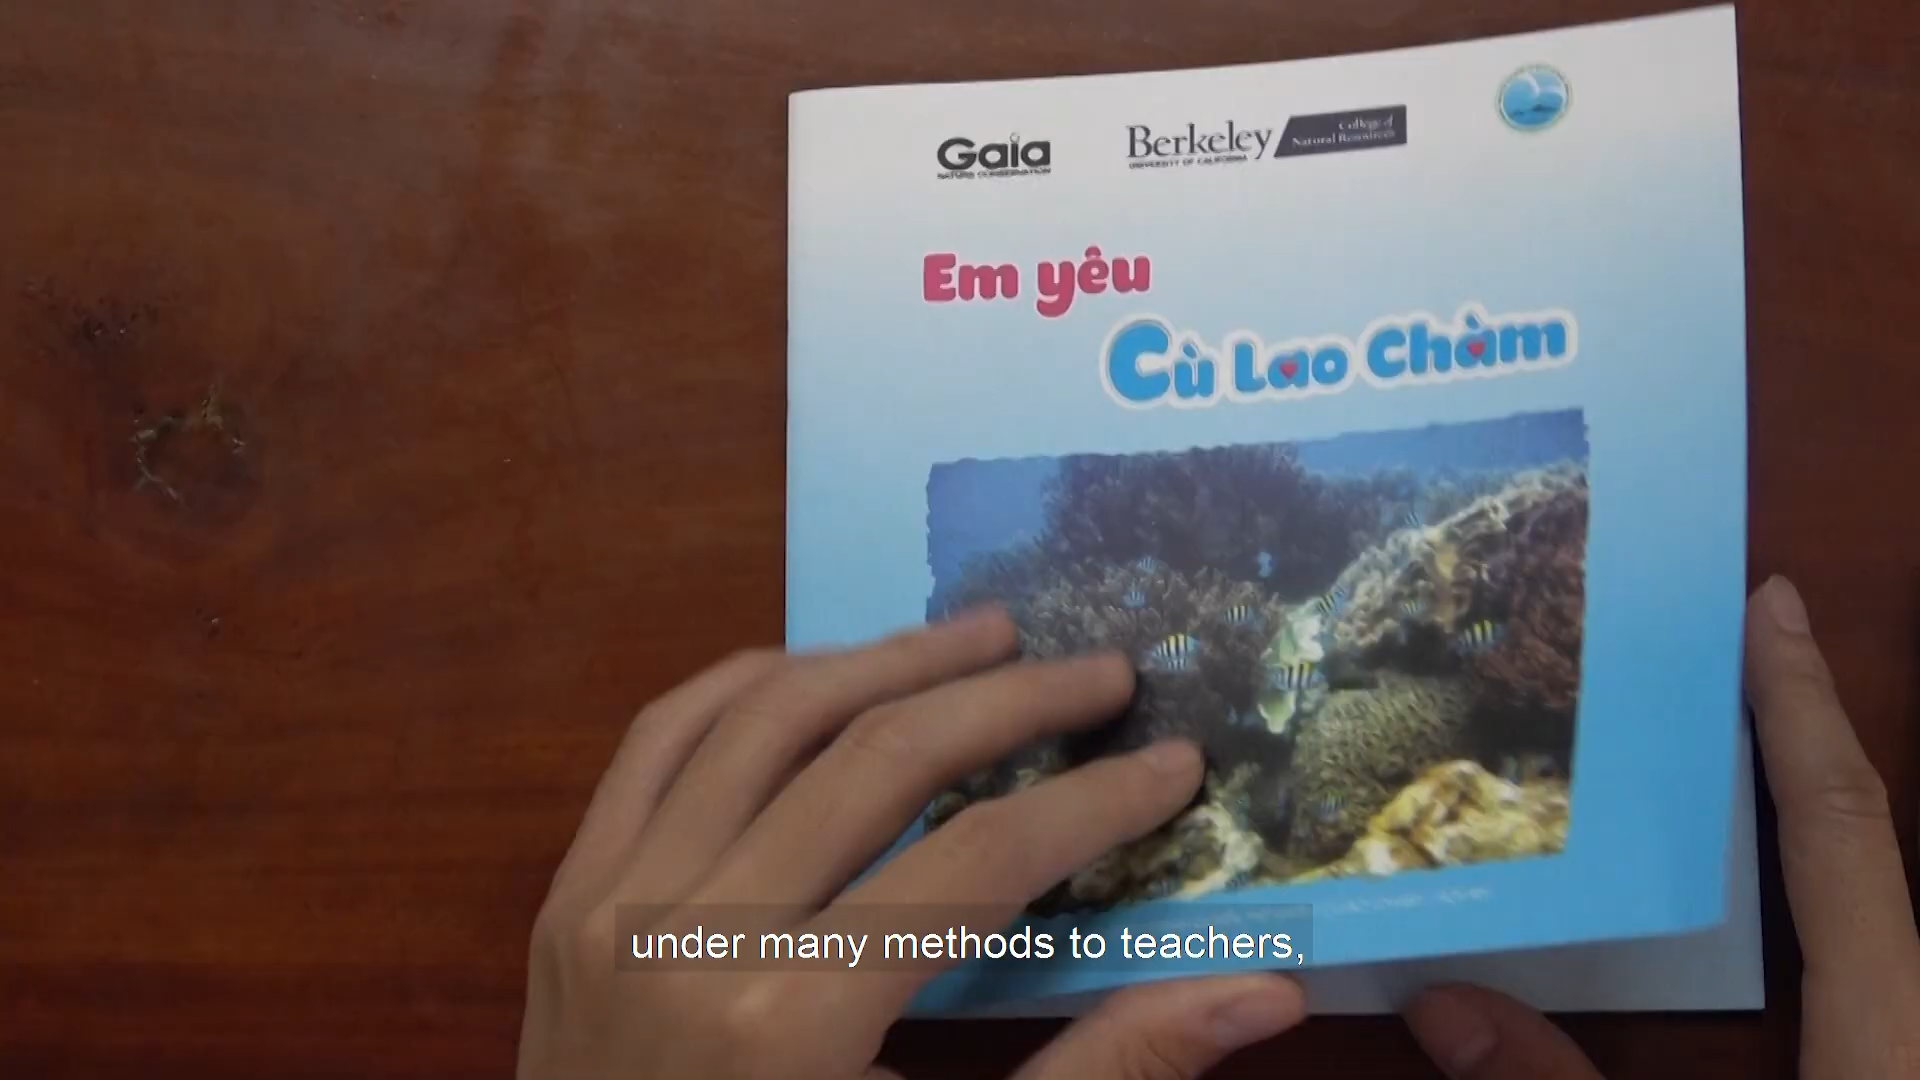 Gaia
NATURE CONSERVATION
Berkeley
UNIVERSITY OF CALIFORNIA
College of
Natural Resources
Em yêu
Cù Lao Chàm
under many methods to teachers,